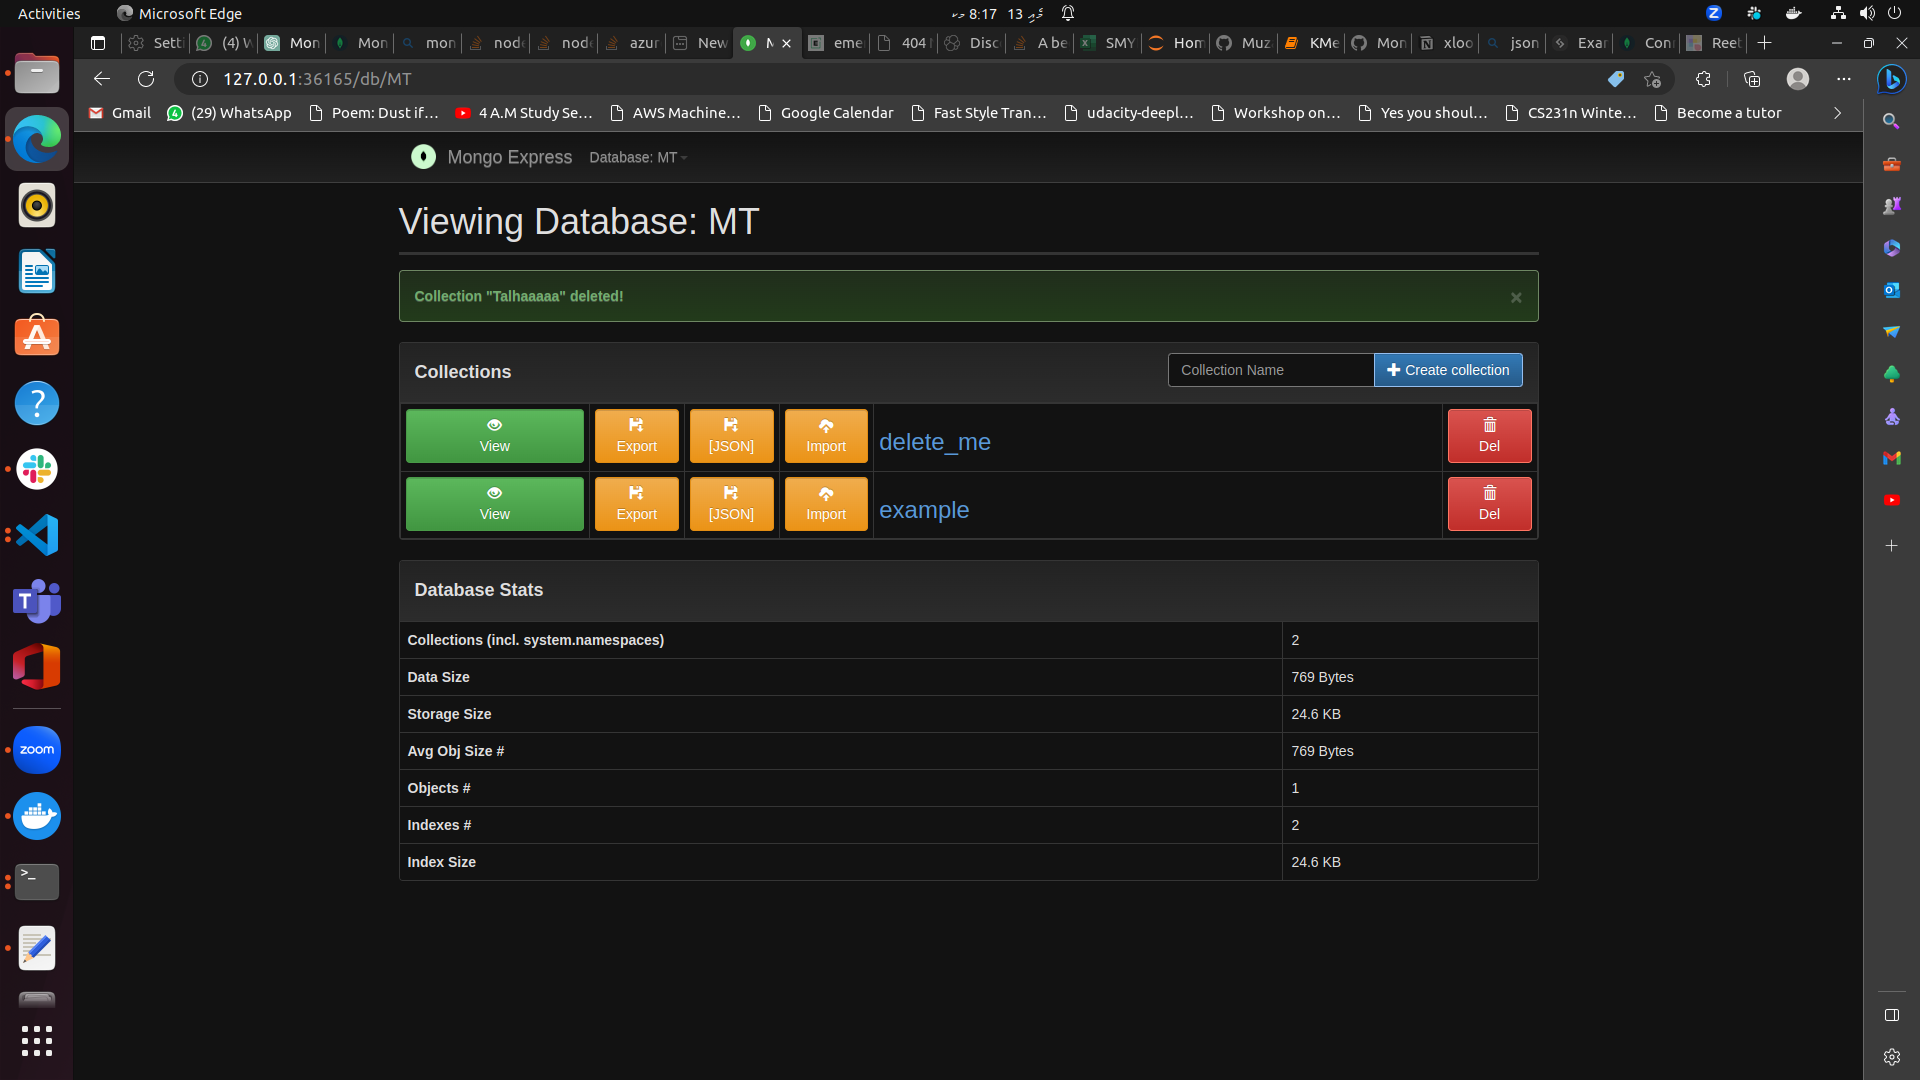 Activities
Microsoft Edge
8:17 މކ 13 މެއި
Setti
(4) W
Mon
Mon
mon
node
node
azur
New
M
eme
404
Disc
A be
SMY
Hom
Muz
KMe
Mon
xloo
json
Exar
Conn
Reet
127.0.0.1:36165/db/MT
Gmail
(29) WhatsApp
Poem: Dust if...
4 A.M Study Se...
AWS Machine...
Google Calendar
Fast Style Tran...
udacity-deepl...
Workshop on...
Yes you shoul...
CS231n Winte...
Become a tutor
Mongo Express
Database: MT
Viewing Database: MT
Collection "Talhaaaaa" deleted!
×
Collections
Collection Name
Create collection
View
Export
[JSON]
Import
delete_me
Del
View
Export
[JSON]
Import
example
Del
Database Stats
Collections (incl. system.namespaces) 2
Data Size 769 Bytes
Storage Size 24.6 KB
Avg Obj Size # 769 Bytes
Objects # 1
Indexes # 2
Index Size 24.6 KB
zoom